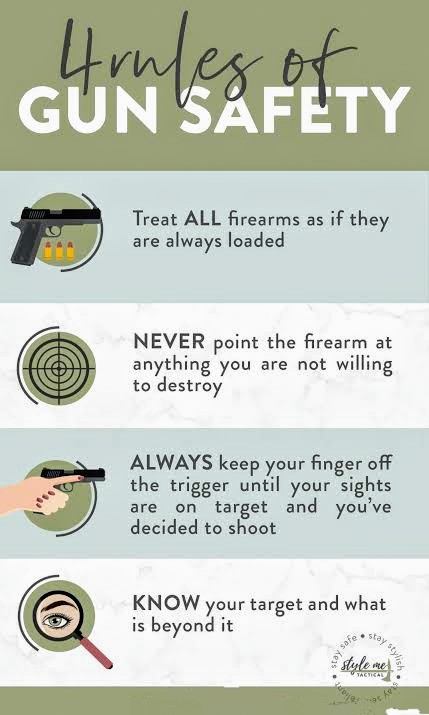 4 rules of
GUN SAFETY
Treat ALL firearms as if they
are always loaded
NEVER point the firearm at
anything you are not willing
to destroy
ALWAYS keep your finger off
the trigger until your sights
are on target and you've
decided to shoot
KNOW your target and what
is beyond it
stay safe • stay stylish
style me
TACTICAL